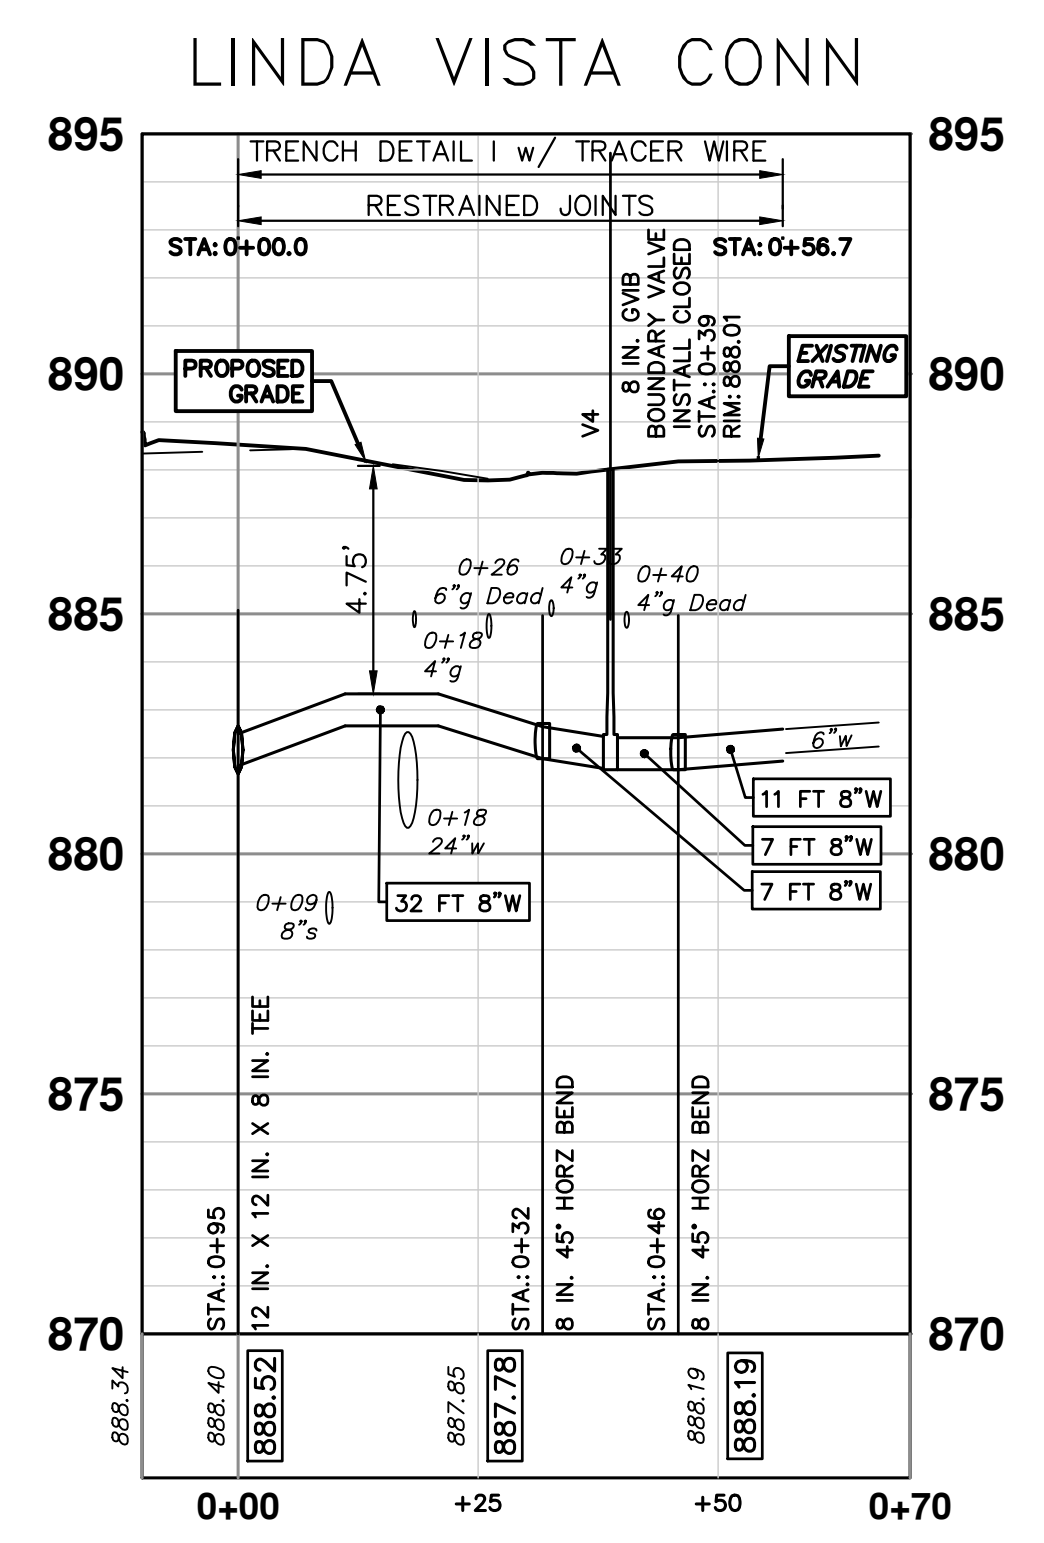 LINDA VISTA CONN
895
895
TRENCH DETAIL 1 w/ TRACER WIRE
RESTRAINED JOINTS
STA: 0+00.0
STA: 0+56.7
8 IN. GVIB
BOUNDARY VALVE
INSTALL CLOSED
STA.: 0+39
RIM: 888.01
V4
890
890
PROPOSED
GRADE
EXISTING
GRADE
4.75'
0+26
6"g Dead
0+33
4"g
0+40
4"g Dead
885
885
0+18
4"g
6"w
11 FT 8"W
7 FT 8"W
7 FT 8"W
0+18
24"w
880
880
32 FT 8"W
0+09
8"s
875
875
STA.: 0+95
12 IN. X 12 IN. X 8 IN. TEE
STA.: 0+32
8 IN. 45° HORZ BEND
STA.: 0+46
8 IN. 45° HORZ BEND
870
870
888.34
888.40
888.52
887.85
887.78
888.19
888.19
0+00
+25
+50
0+70